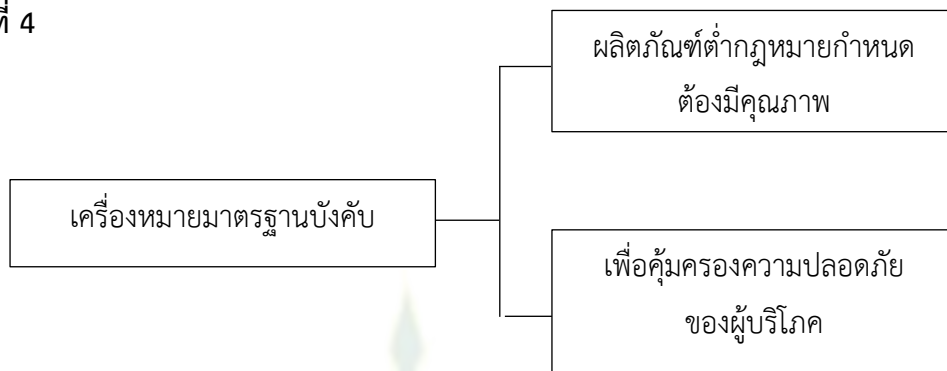 ที่ 4
ผลิตภัณฑ์ต่ำกฎหมายกำหนด
ต้องมีคุณภาพ
เครื่องหมายมาตรฐานบังคับ
เพื่อคุ้มครองความปลอดภัย
ของผู้บริโภค